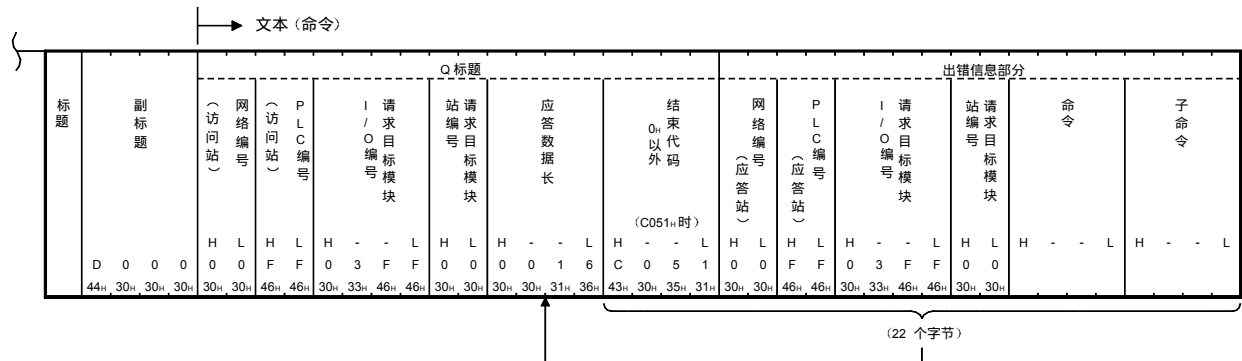 文本（命令）
Q 标题
出错信息部分
标题
副标题
网络编号
（访问站）
PLC编号
（访问站）
请求目标模块
I/O编号
请求目标模块
站编号
应答数据长
结束代码
0H以外
（C051H时）
网络编号
（应答站）
PLC编号
（应答站）
请求目标模块
I/O编号
请求目标模块
站编号
命令
子命令
H L H L H - - L H L H - - L H - - L H L H L H - - L H L H - - L H - - L
D 0 0 0 0 0 F F 0 3 F F 0 0 0 0 1 6 C 0 5 1 0 0 F F 0 3 F F 0 0
44H 30H 30H 30H 30H 30H 46H 46H 30H 33H 46H 46H 30H 30H 30H 30H 31H 36H 43H 30H 35H 31H 30H 30H 46H 46H 30H 33H 46H 46H 30H 30H
（22 个字节）